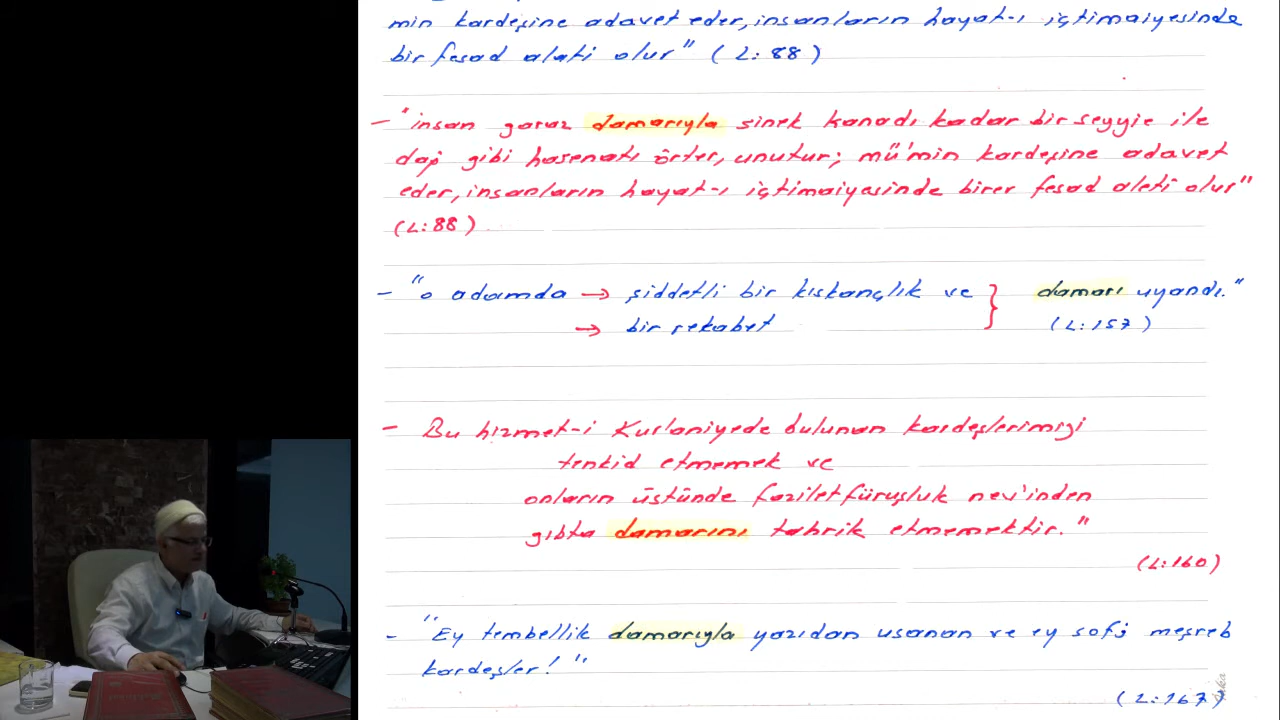 min kardeşine adavet eder, insanların hayat-ı içtimaiyesinde
bir fesad aleti olur" (L: 88)
- "insan garaz damarıyla sinek kanadı kadar bir seyyie ile
dağ gibi hasenatı örter, unutur; mü'min kardeşine adavet
eder, insanların hayat-ı içtimaiyesinde birer fesad aleti olur"
(L: 88)
- "o adamda → şiddetli bir kıskançlık ve } damarı uyandı."
→ bir rekabet (L: 157)
- Bu hizmet-i Kur'aniyede bulunan kardeşlerimizi
tenkid etmemek ve
onların üstünde faziletfüruşluk nev'inden
gıbta damarını tahrik etmemektir."
(L: 160)
- "Ey tembellik damarıyla yazıdan usanan ve ey sofi meşreb
kardeşler!"
(L: 167)